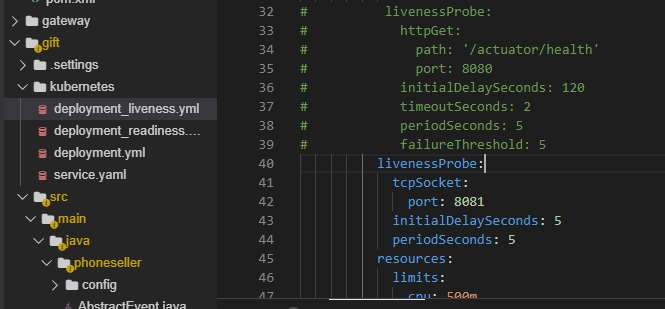 pom.xml
gateway
gift
.settings
kubernetes
deployment_liveness.yml
deployment_readiness....
deployment.yml
service.yaml
src
main
java
phoneseller
config
AbstractEvent.java
32 # livenessProbe:
33 # httpGet:
34 # path: '/actuator/health'
35 # port: 8080
36 # initialDelaySeconds: 120
37 # timeoutSeconds: 2
38 # periodSeconds: 5
39 # failureThreshold: 5
40 livenessProbe:
41 tcpSocket:
42 port: 8081
43 initialDelaySeconds: 5
44 periodSeconds: 5
45 resources:
46 limits:
47 cpu: 500m